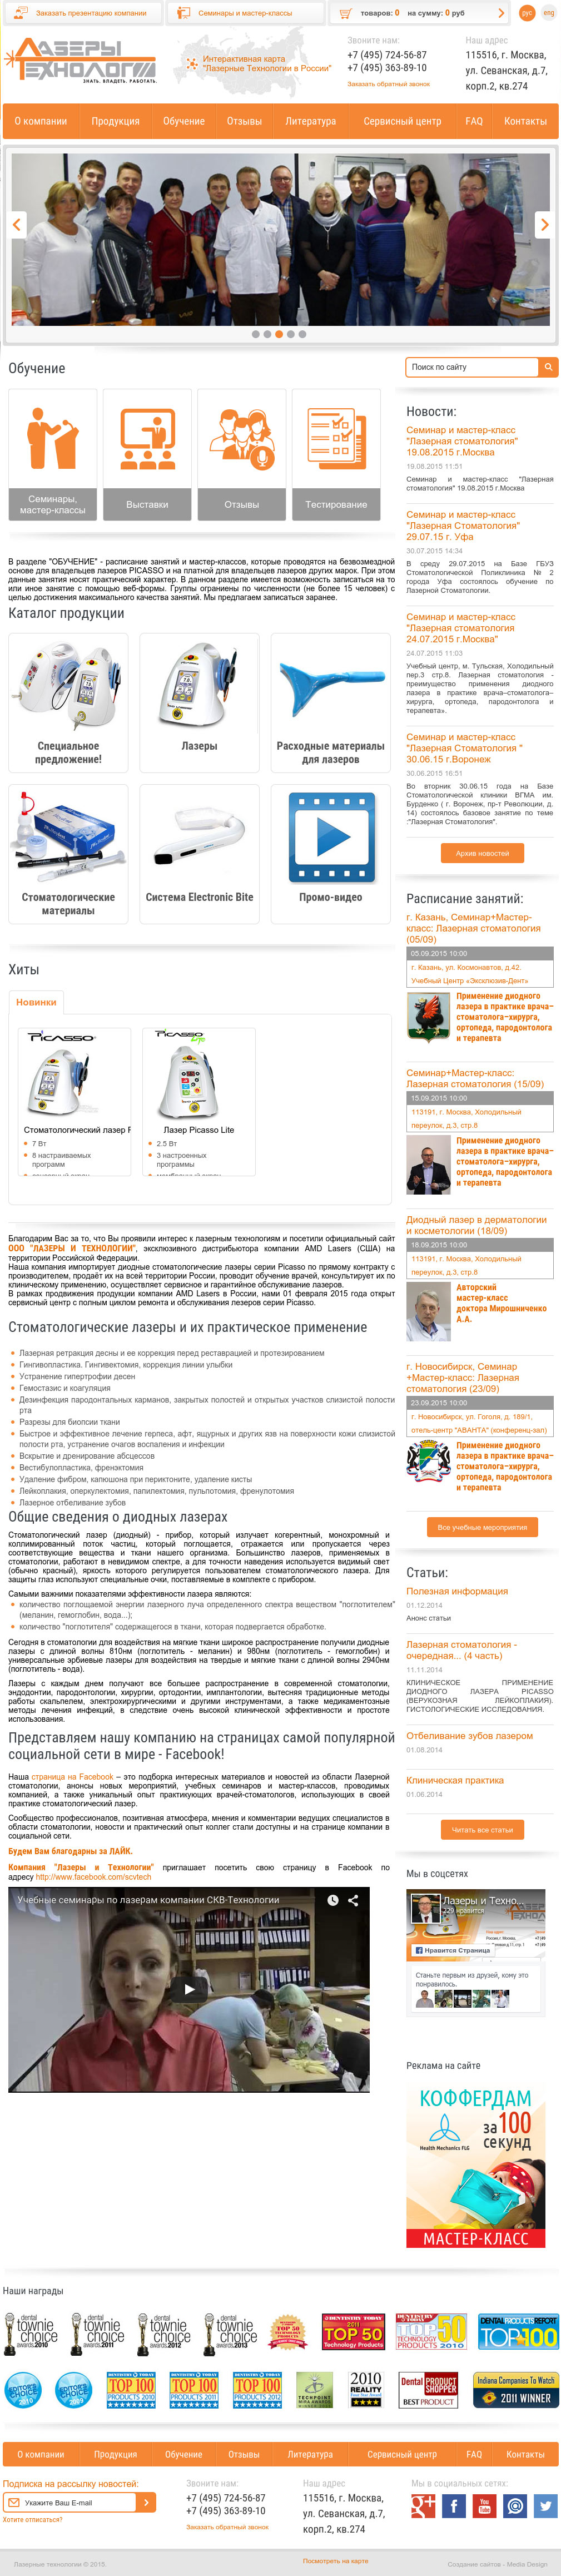 Заказать презентацию компании
Семинары и мастер-классы
товаров: 0 на сумму: 0 руб
рус
eng
Лазеры
Технологии
ЗНАТЬ. ВЛАДЕТЬ. РАБОТАТЬ.
Интерактивная карта
"Лазерные Технологии в России"
Звоните нам:
+7 (495) 724-56-87
+7 (495) 363-89-10
Заказать обратный звонок
Наш адрес
115516, г. Москва,
ул. Севанская, д.7,
корп.2, кв.274
О компании
Продукция
Обучение
Отзывы
Литература
Сервисный центр
FAQ
Контакты
Обучение
Семинары,
мастер-классы
Выставки
Отзывы
Тестирование
В разделе "ОБУЧЕНИЕ" - расписание занятий и мастер-классов, которые проводятся на безвозмездной
основе для владельцев лазеров PICASSO и на платной для владельцев лазеров других марок. При этом
данные занятия носят практический характер. В данном разделе имеется возможность записаться на то
или иное занятие с помощью веб-формы. Группы ограничены по численности (не более 15 человек) с
целью достижения максимального качества занятий. Мы предлагаем записаться заранее.
Каталог продукции
Специальное
предложение!
Лазеры
Расходные материалы
для лазеров
Стоматологические
материалы
Система Electronic Bite
Промо-видео
Хиты
Новинки
PICASSO
Стоматологический лазер P
7 Вт
8 настраиваемых
программ
PICASSO
Lite
Лазер Picasso Lite
2.5 Вт
3 настроенных
программы
Благодарим Вас за то, что Вы проявили интерес к лазерным технологиям и посетили официальный сайт
ООО "ЛАЗЕРЫ И ТЕХНОЛОГИИ", эксклюзивного дистрибьютора компании AMD Lasers (США) на
территории Российской Федерации.
Наша компания импортирует диодные стоматологические лазеры серии Picasso по прямому контракту с
производителем, продаёт их на всей территории России, проводит обучение врачей, консультирует их по
клиническому применению, осуществляет сервисное и гарантийное обслуживание лазеров.
В рамках продвижения продукции компании AMD Lasers в России, нами 01 февраля 2015 года открыт
сервисный центр с полным циклом ремонта и обслуживания лазеров серии Picasso.
Стоматологические лазеры и их практическое применение
Лазерная ретракция десны и ее коррекция перед реставрацией и протезированием
Гингивопластика. Гингивектомия, коррекция линии улыбки
Устранение гипертрофии десен
Гемостазис и коагуляция
Дезинфекция пародонтальных карманов, закрытых полостей и открытых участков слизистой полости
рта
Разрезы для биопсии ткани
Быстрое и эффективное лечение герпеса, афт, ящурных и других язв на поверхности кожи слизистой
полости рта, устранение очагов воспаления и инфекции
Вскрытие и дренирование абсцессов
Вестибулопластика, френэктомия
Удаление фибром, капюшона при периктоните, удаление кисты
Лейкоплакия, оперкулектомия, папилектомия, пульпотомия, френулотомия
Лазерное отбеливание зубов
Общие сведения о диодных лазерах
Стоматологический лазер (диодный) - прибор, который излучает когерентный, монохромный и
коллимированный поток частиц, который поглощается, отражается или пропускается через
соответствующие вещества и ткани нашего организма. Большинство лазеров, применяемых в
стоматологии, работают в невидимом спектре, а для точности наведения используется видимый свет
(обычно красный), яркость которого регулируется пользователем стоматологического лазера. Для
защиты глаз используют специальные очки, поставляемые в комплекте с прибором.
Самыми важными показателями эффективности лазера являются:
количество поглощаемой энергии лазерного луча определенного спектра веществом "поглотителем"
(меланин, гемоглобин, вода...);
количество "поглотителя" содержащегося в ткани, которая подвергается обработке.
Сегодня в стоматологии для воздействия на мягкие ткани широкое распространение получили диодные
лазеры с длиной волны 810нм (поглотитель - меланин) и 980нм (поглотитель - гемоглобин) и
универсальные эрбиевые лазеры для воздействия на твердые и мягкие ткани с длиной волны 2940нм
(поглотитель - вода).
Лазеры с каждым днем получают все большее распространение в современной стоматологии,
эндонтии, пародонтологии, хирургии, ортодонтии, имплантологии, вытесняя традиционные методы
работы скальпелем, электрохирургическими и другими инструментами, а также медикаментозные
методы лечения инфекций, в следствие очень высокой клинической эффективности и простоте
использования.
Представляем нашу компанию на страницах самой популярной
социальной сети в мире - Facebook!
Наша страница на Facebook – это подборка интересных материалов и новостей из области Лазерной
стоматологии, анонсы новых мероприятий, учебных семинаров и мастер-классов, проводимых
компанией, а также уникальный опыт практикующих врачей-стоматологов, использующих в своей
практике стоматологический лазер.
Сообщество профессионалов, позитивная атмосфера, мнения и комментарии ведущих специалистов в
области стоматологии, новости и практический опыт коллег стали доступны и на странице компании в
социальной сети.
Будем Вам благодарны за ЛАЙК.
Компания "Лазеры и Технологии" приглашает посетить свою страницу в Facebook по
адресу http://www.facebook.com/scvtech
Учебные семинары по лазерам компании СКВ-Технологии
Поиск по сайту
Новости:
Семинар и мастер-класс
"Лазерная стоматология"
19.08.2015 г.Москва
19.08.2015 11:51
Семинар и мастер-класс "Лазерная
стоматология" 19.08.2015 г.Москва
Семинар и мастер-класс
"Лазерная Стоматология"
29.07.15 г. Уфа
30.07.2015 14:34
В среду 29.07.2015 на Базе ГБУЗ
Стоматологической Поликлиника № 2
города Уфа состоялось обучение по
Лазерной Стоматологии.
Семинар и мастер-класс
"Лазерная стоматология
24.07.2015 г.Москва"
24.07.2015 11:03
Учебный центр, м. Тульская, Холодильный
пер.3 стр.8. Лазерная стоматология -
преимущество применения диодного
лазера в практике врача–стоматолога–
хирурга, ортопеда, пародонтолога и
терапевта».
Семинар и мастер-класс
"Лазерная Стоматология "
30.06.15 г.Воронеж
30.06.2015 16:51
Во вторник 30.06.15 года на Базе
Стоматологической клиники ВГМА им.
Бурденко ( г. Воронеж, пр-т Революции, д.
14) состоялось базовое занятие по теме
:"Лазерная Стоматология".
Архив новостей
Расписание занятий:
г. Казань, Семинар+Мастер-
класс: Лазерная стоматология
(05/09)
05.09.2015 10:00
г. Казань, ул. Космонавтов, д.42.
Учебный Центр «Эксклюзив-Дент»
Применение диодного
лазера в практике врача–
стоматолога–хирурга,
ортопеда, пародонтолога
и терапевта
Семинар+Мастер-класс:
Лазерная стоматология (15/09)
15.09.2015 10:00
113191, г. Москва, Холодильный
переулок, д.3, стр.8
Применение диодного
лазера в практике врача–
стоматолога–хирурга,
ортопеда, пародонтолога
и терапевта
Диодный лазер в дерматологии
и косметологии (18/09)
18.09.2015 10:00
113191, г. Москва, Холодильный
переулок, д.3, стр.8
Авторский
мастер-класс
доктора Мирошниченко
А.А.
г. Новосибирск, Семинар
+Мастер-класс: Лазерная
стоматология (23/09)
23.09.2015 10:00
г. Новосибирск, ул. Гоголя, д. 189/1,
отель-центр "АВАНТА" (конференц-зал)
Применение диодного
лазера в практике врача–
стоматолога–хирурга,
ортопеда, пародонтолога
и терапевта
Все учебные мероприятия
Статьи:
Полезная информация
01.12.2014
Анонс статьи
Лазерная стоматология -
очередная... (4 часть)
11.11.2014
КЛИНИЧЕСКОЕ ПРИМЕНЕНИЕ
ДИОДНОГО ЛАЗЕРА PICASSO
(ВЕРУКОЗНАЯ ЛЕЙКОПЛАКИЯ).
ГИСТОЛОГИЧЕСКИЕ ИССЛЕДОВАНИЯ.
Отбеливание зубов лазером
01.08.2014
Клиническая практика
01.06.2014
Читать все статьи
Мы в соцсетях
Лазеры и Техно...
229 нравится
Нравится Страница
Станьте первым из друзей, кому это
понравилось.
Реклама на сайте
КОФФЕРДАМ
за 100
секунд
Health Mechanics FLG
МАСТЕР-КЛАСС
Наши награды
dental townie choice awards 2010
dental townie choice awards 2011
dental townie choice awards 2012
dental townie choice awards 2013
DENTISTRY TODAY 2011 TOP 50 Technology Products
DENTISTRY TODAY TOP 50 TECHNOLOGY PRODUCTS 2010
DENTAL PRODUCTS REPORT TOP 100
EDITORS' CHOICE 2010
EDITORS' CHOICE 2009
DENTISTRY TODAY TOP 100 PRODUCTS 2010
DENTISTRY TODAY TOP 100 PRODUCTS 2011
DENTISTRY TODAY TOP 100 PRODUCTS 2012
TECHPOINT MIRA AWARDS
2010 REALITY
Dental PRODUCT SHOPPER BEST PRODUCT
Indiana Companies To Watch 2011 WINNER
О компании
Продукция
Обучение
Отзывы
Литература
Сервисный центр
FAQ
Контакты
Подписка на рассылку новостей:
Укажите Ваш E-mail
Хотите отписаться?
Звоните нам:
+7 (495) 724-56-87
+7 (495) 363-89-10
Заказать обратный звонок
Наш адрес
115516, г. Москва,
ул. Севанская, д.7,
корп.2, кв.274
Посмотреть на карте
Мы в социальных сетях:
Лазерные технологии © 2015.
Создание сайтов - Media Design